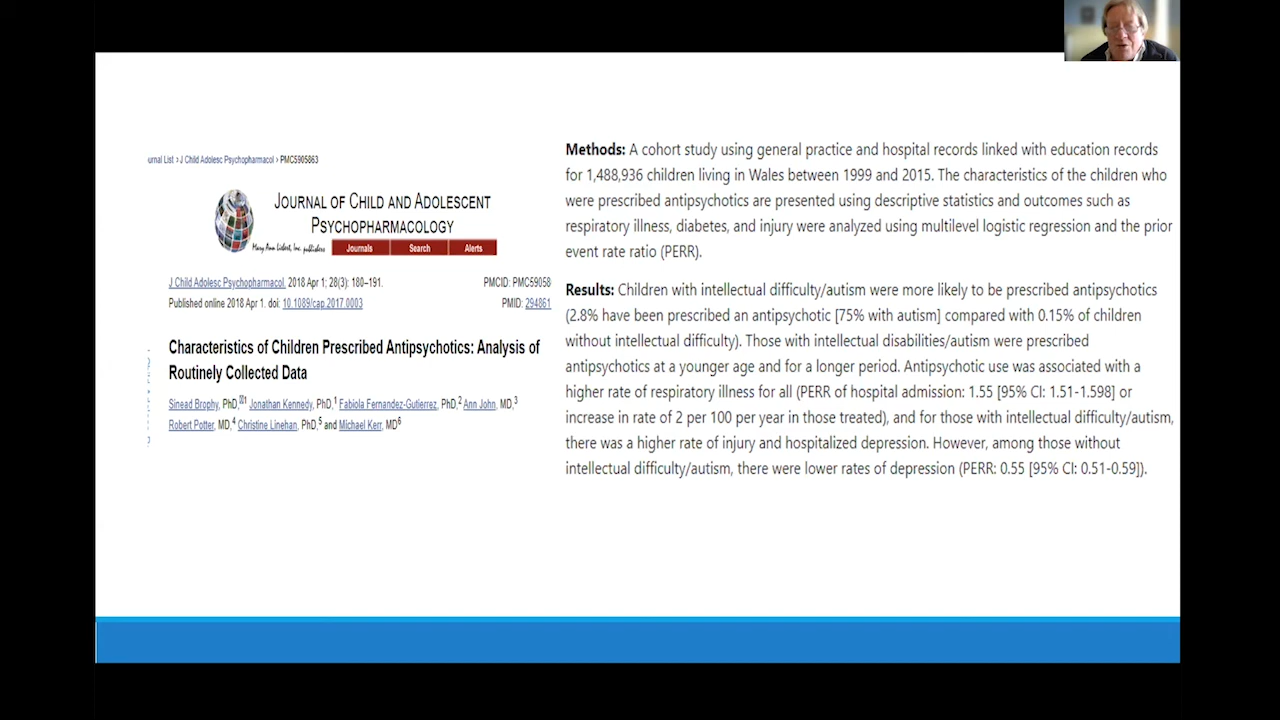 urnal List > J Child Adolesc Psychopharmacol > PMC5905863
JOURNAL OF CHILD AND ADOLESCENT
PSYCHOPHARMACOLOGY
Mary Ann Liebert, Inc. publishers
Journals Search Alerts
J Child Adolesc Psychopharmacol. 2018 Apr 1; 28(3): 180–191. PMCID: PMC59058
Published online 2018 Apr 1. doi: 10.1089/cap.2017.0003 PMID: 294861
Characteristics of Children Prescribed Antipsychotics: Analysis of
Routinely Collected Data
Sinead Brophy, PhD,1 Jonathan Kennedy, PhD,1 Fabiola Fernandez-Gutierrez, PhD,2 Ann John, MD,3
Robert Potter, MD,4 Christine Linehan, PhD,5 and Michael Kerr, MD6
Methods: A cohort study using general practice and hospital records linked with education records
for 1,488,936 children living in Wales between 1999 and 2015. The characteristics of the children who
were prescribed antipsychotics are presented using descriptive statistics and outcomes such as
respiratory illness, diabetes, and injury were analyzed using multilevel logistic regression and the prior
event rate ratio (PERR).
Results: Children with intellectual difficulty/autism were more likely to be prescribed antipsychotics
(2.8% have been prescribed an antipsychotic [75% with autism] compared with 0.15% of children
without intellectual difficulty). Those with intellectual disabilities/autism were prescribed
antipsychotics at a younger age and for a longer period. Antipsychotic use was associated with a
higher rate of respiratory illness for all (PERR of hospital admission: 1.55 [95% CI: 1.51-1.598] or
increase in rate of 2 per 100 per year in those treated), and for those with intellectual difficulty/autism,
there was a higher rate of injury and hospitalized depression. However, among those without
intellectual difficulty/autism, there were lower rates of depression (PERR: 0.55 [95% CI: 0.51-0.59]).